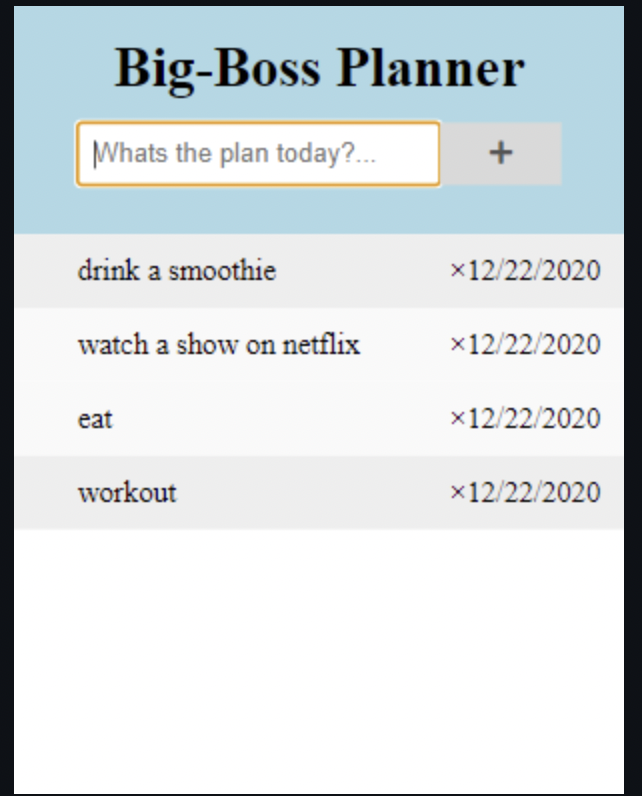 Big-Boss Planner
Whats the plan today?...
+
drink a smoothie ×12/22/2020
watch a show on netflix ×12/22/2020
eat ×12/22/2020
workout ×12/22/2020